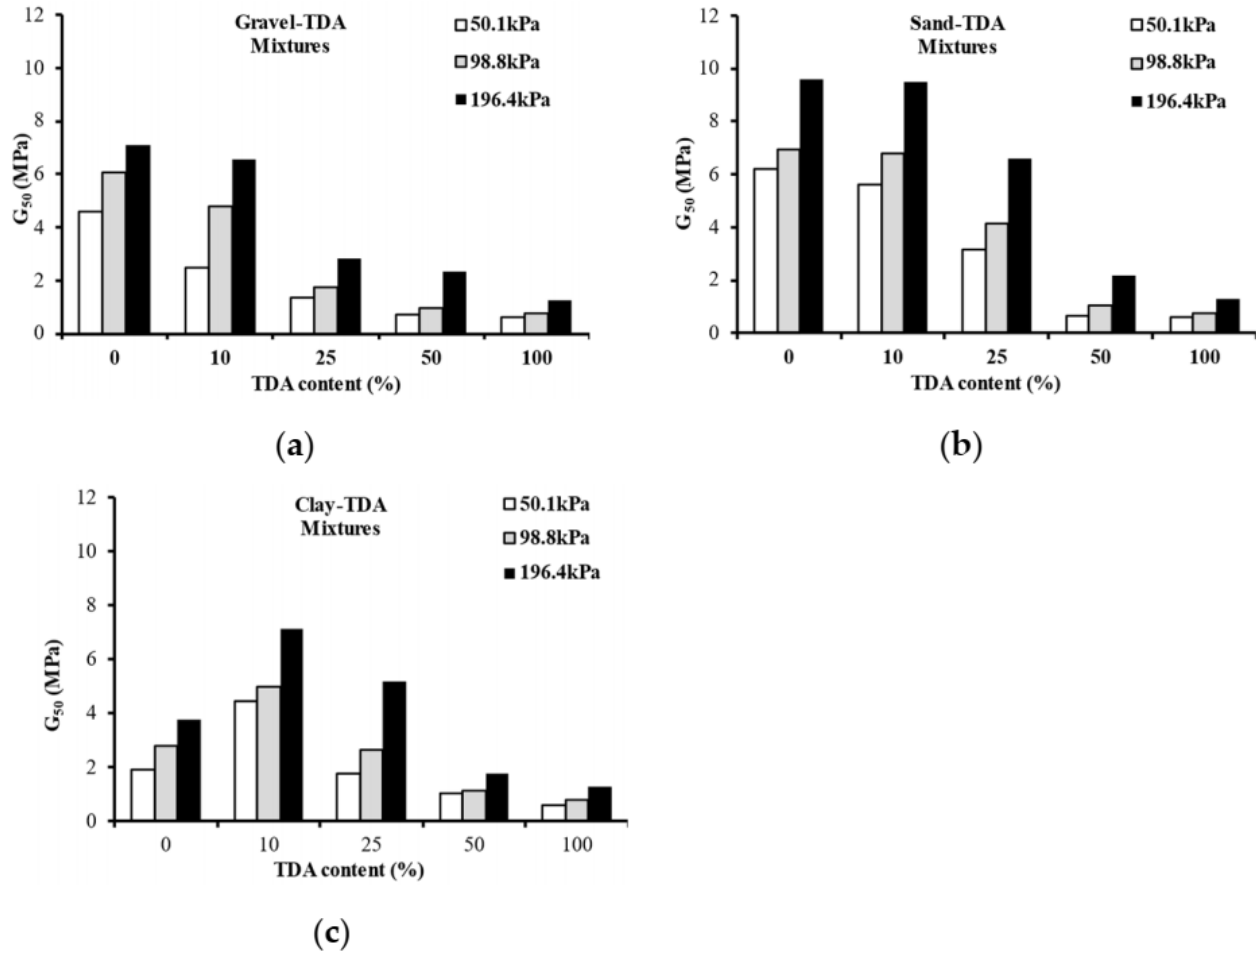 Gravel-TDA
Mixtures
50.1kPa
98.8kPa
196.4kPa
G50 (MPa)
12
10
8
6
4
2
0
0 10 25 50 100
TDA content (%)
(a)
Sand-TDA
Mixtures
50.1kPa
98.8kPa
196.4kPa
G50 (MPa)
12
10
8
6
4
2
0
0 10 25 50 100
TDA content (%)
(b)
Clay-TDA
Mixtures
50.1kPa
98.8kPa
196.4kPa
G50 (MPa)
12
10
8
6
4
2
0
0 10 25 50 100
TDA content (%)
(c)